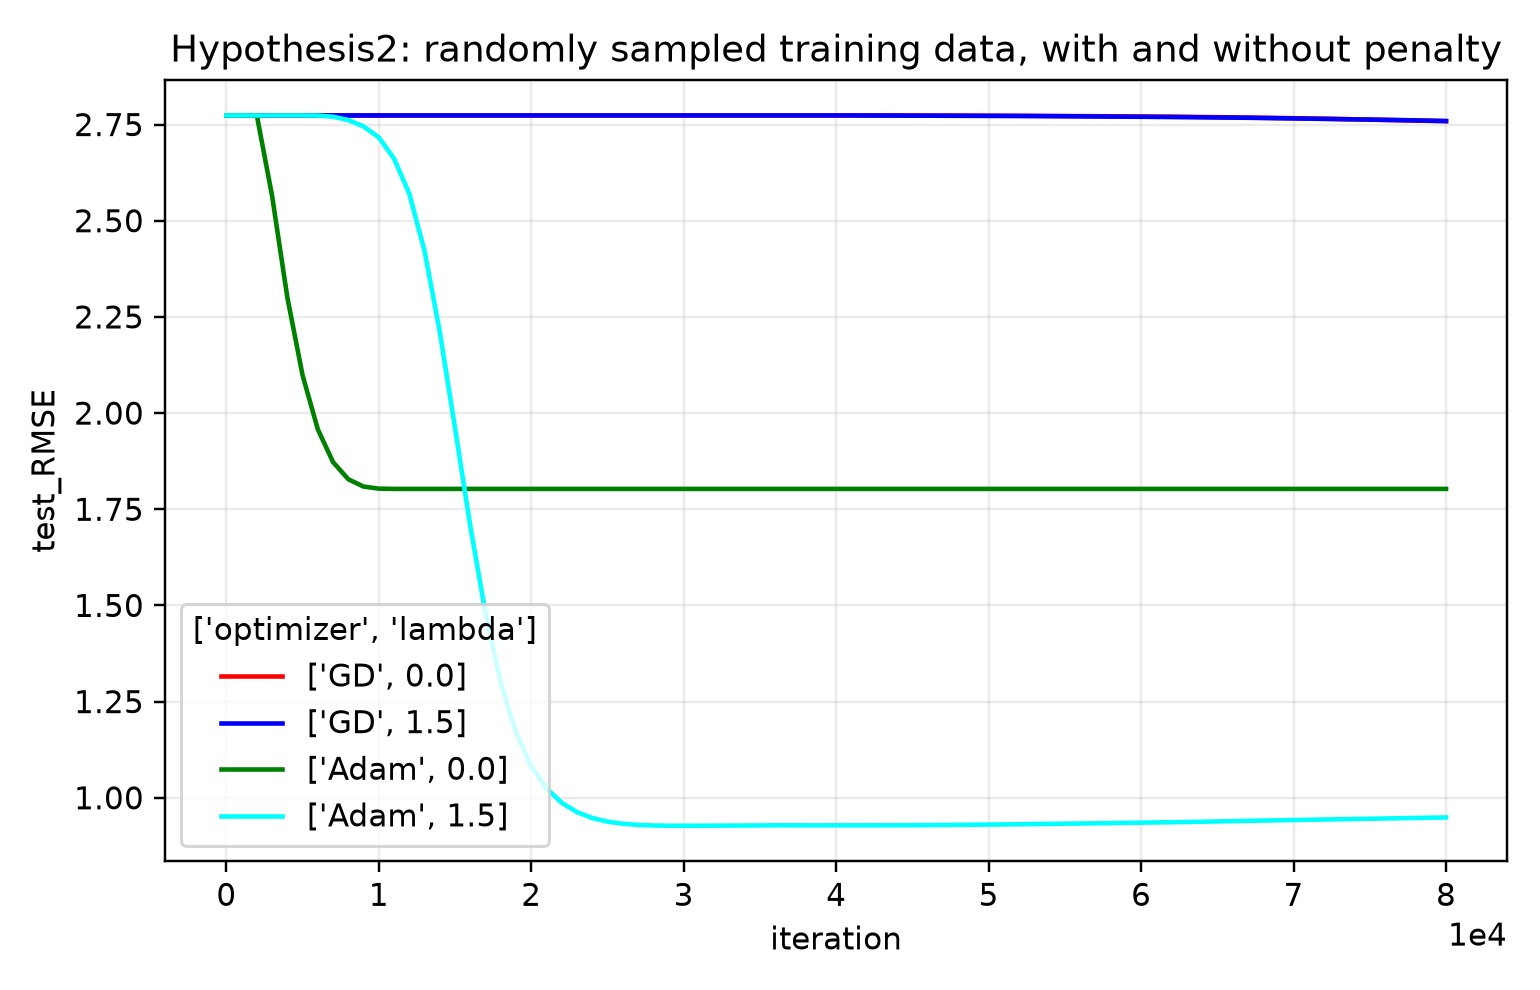 Hypothesis2: randomly sampled training data, with and without penalty
test_RMSE
2.75
2.50
2.25
2.00
1.75
1.50
1.25
1.00
['optimizer', 'lambda']
['GD', 0.0]
['GD', 1.5]
['Adam', 0.0]
['Adam', 1.5]
0 1 2 3 4 5 6 7 8
1e4
iteration